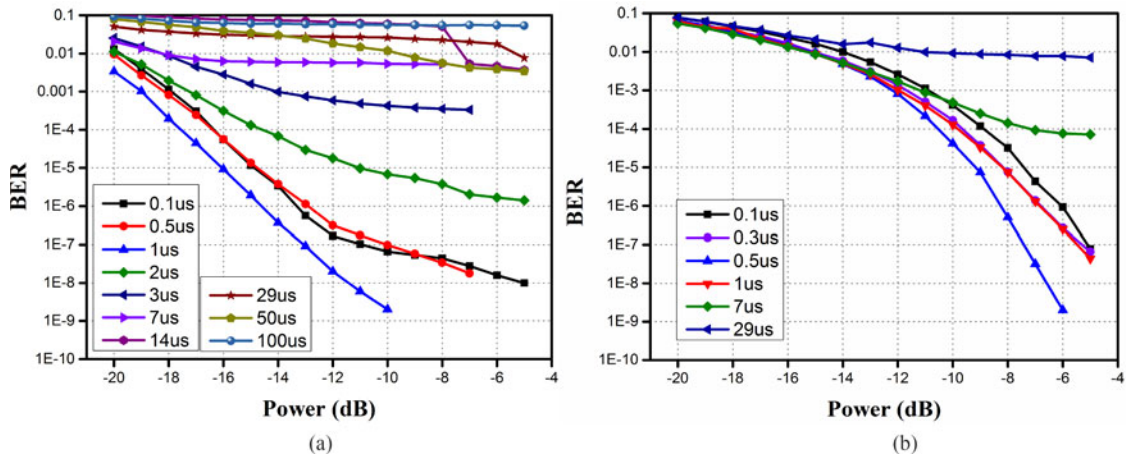 0.1
0.01
0.001
1E-4
1E-5
1E-6
1E-7
1E-8
1E-9
1E-10
BER
0.1us
0.5us
1us
2us
3us
7us
14us
29us
50us
100us
-20 -18 -16 -14 -12 -10 -8 -6 -4
Power (dB)
(a)
0.1
0.01
1E-3
1E-4
1E-5
1E-6
1E-7
1E-8
1E-9
1E-10
BER
0.1us
0.3us
0.5us
1us
7us
29us
-20 -18 -16 -14 -12 -10 -8 -6 -4
Power (dB)
(b)